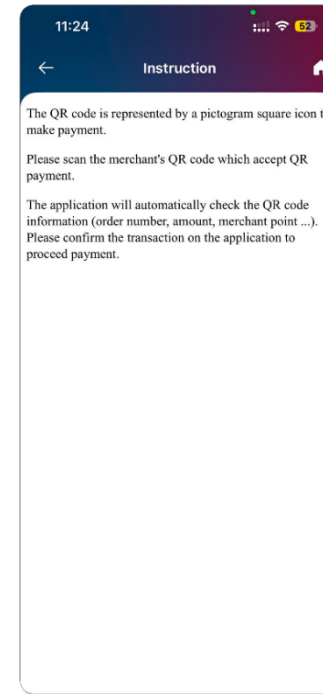 11:24
52
Instruction
The QR code is represented by a pictogram square icon
make payment.
Please scan the merchant's QR code which accept QR
payment.
The application will automatically check the QR code
information (order number, amount, merchant point ...).
Please confirm the transaction on the application to
proceed payment.